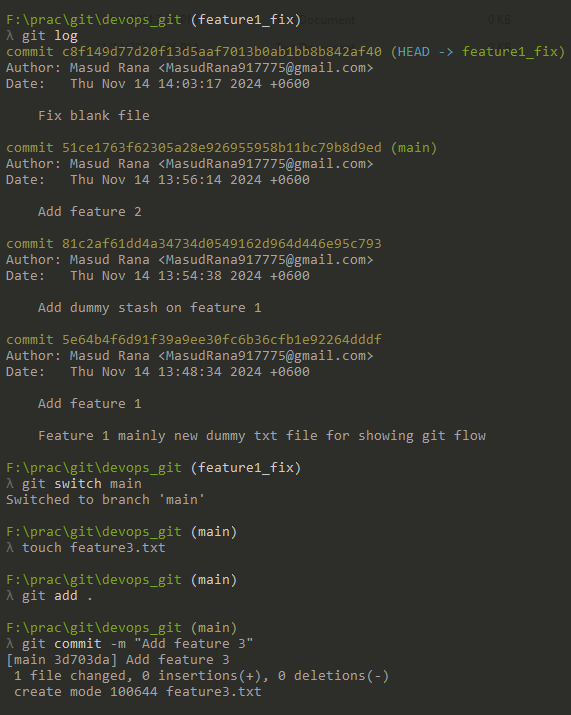 F:\prac\git\devops_git (feature1_fix)
λ git log
commit c8f149d77d20f13d5aaf7013b0ab1bb8b842af40 (HEAD -> feature1_fix)
Author: Masud Rana <MasudRana917775@gmail.com>
Date:   Thu Nov 14 14:03:17 2024 +0600

    Fix blank file

commit 51ce1763f62305a28e926955958b11bc79b8d9ed (main)
Author: Masud Rana <MasudRana917775@gmail.com>
Date:   Thu Nov 14 13:56:14 2024 +0600

    Add feature 2

commit 81c2af61dd4a34734d0549162d964d446e95c793
Author: Masud Rana <MasudRana917775@gmail.com>
Date:   Thu Nov 14 13:54:38 2024 +0600

    Add dummy stash on feature 1

commit 5e64b4f6d91f39a9ee30fc6b36cfb1e92264dddf
Author: Masud Rana <MasudRana917775@gmail.com>
Date:   Thu Nov 14 13:48:34 2024 +0600

    Add feature 1

    Feature 1 mainly new dummy txt file for showing git flow

F:\prac\git\devops_git (feature1_fix)
λ git switch main
Switched to branch 'main'

F:\prac\git\devops_git (main)
λ touch feature3.txt

F:\prac\git\devops_git (main)
λ git add .

F:\prac\git\devops_git (main)
λ git commit -m "Add feature 3"
[main 3d703da] Add feature 3
 1 file changed, 0 insertions(+), 0 deletions(-)
 create mode 100644 feature3.txt